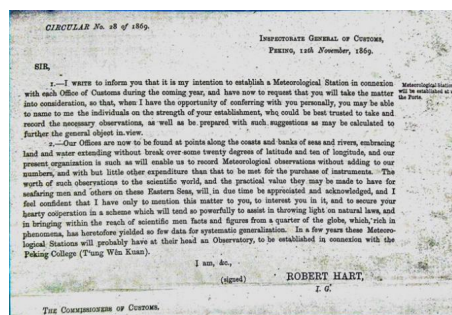 CIRCULAR No. 28 of 1869.
INSPECTORATE GENERAL OF CUSTOMS,
PEKING, 12th November, 1869.
SIR,
1.—I WRITE to inform you that it is my intention to establish a Meteorological Station in connexion
with each Office of Customs during the coming year, and have now to request that you will take the matter
into consideration, so that, when I have the opportunity of conferring with you personally, you may be able
to name to me the individuals on the strength of your establishment, who could be best trusted to take and
record the necessary observations, as well as be prepared with such suggestions as may be calculated to
further the general object in view.
Meteorological Stations
will be established at
the Ports.
2.—Our Offices are now to be found at points along the coasts and banks of seas and rivers, embracing
land and water extending without break over some twenty degrees of latitude and ten of longitude, and our
present organization is such as will enable us to record Meteorological observations without adding to our
numbers, and with but little other expenditure than that to be met for the purchase of instruments. The
worth of such observations to the scientific world, and the practical value they may be made to have for
seafaring men and others on these Eastern Seas, will in due time be appreciated and acknowledged, and I
feel confident that I have only to mention this matter to you, to interest you in it, and to secure your
hearty coöperation in a scheme which will tend so powerfully to assist in throwing light on natural laws, and
in bringing within the reach of scientific men facts and figures from a quarter of the globe, which, rich in
phenomena, has heretofore yielded so few data for systematic generalization. In a few years these Meteoro-
logical Stations will probably have at their head an Observatory, to be established in connexion with the
Peking College (T'ung Wên Kuan).
I am, &c.,
(signed) ROBERT HART,
I. G.
THE COMMISSIONERS OF CUSTOMS.